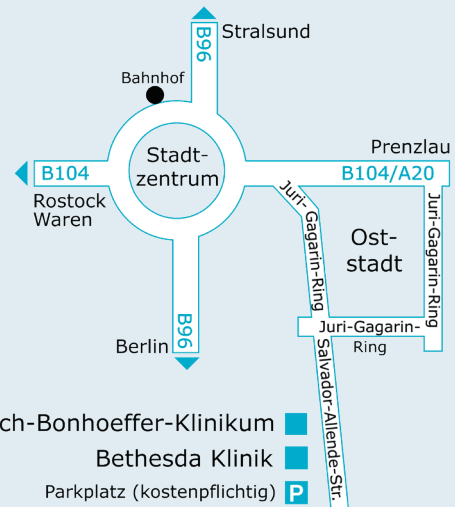 B96
Stralsund
Bahnhof
Stadt-
zentrum
Prenzlau
B104
B104/A20
Rostock
Waren
Juri-Gagarin-Ring
Juri-Gagarin-Ring
Ost-
stadt
Juri-Gagarin-
Ring
B96
Berlin
Salvador-Allende-Str.
ch-Bonhoeffer-Klinikum
Bethesda Klinik
Parkplatz (kostenpflichtig)
P